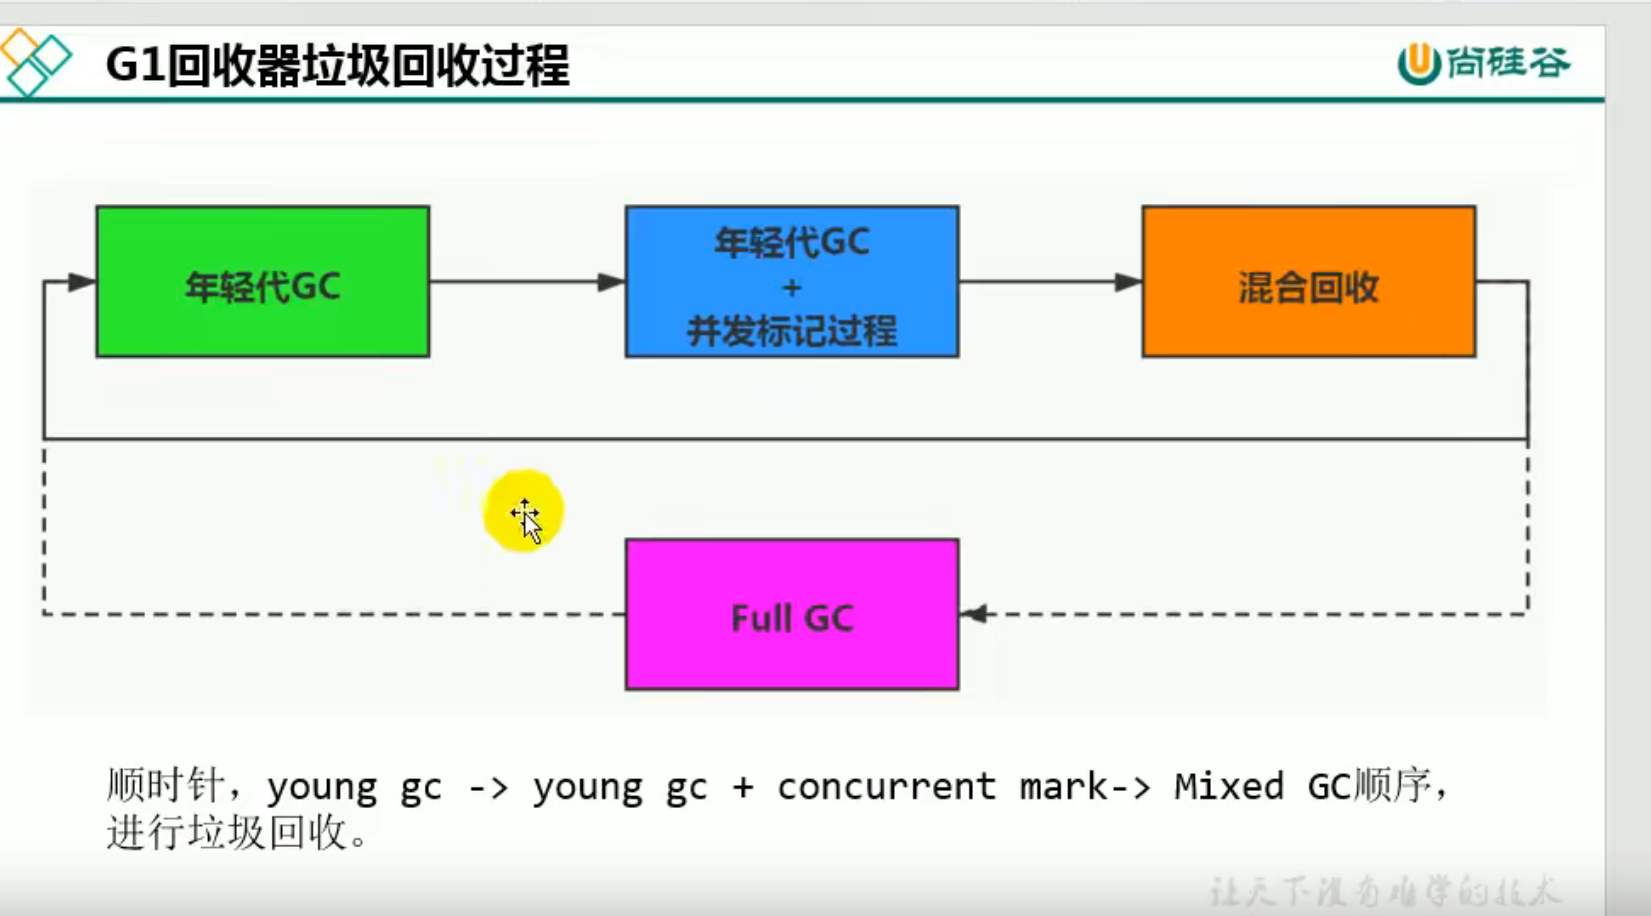 G1回收器垃圾回收过程
尚硅谷
年轻代GC
年轻代GC
+
并发标记过程
混合回收
Full GC
顺时针，young gc -> young gc + concurrent mark-> Mixed GC顺序，
进行垃圾回收。
让天下没有难学的技术